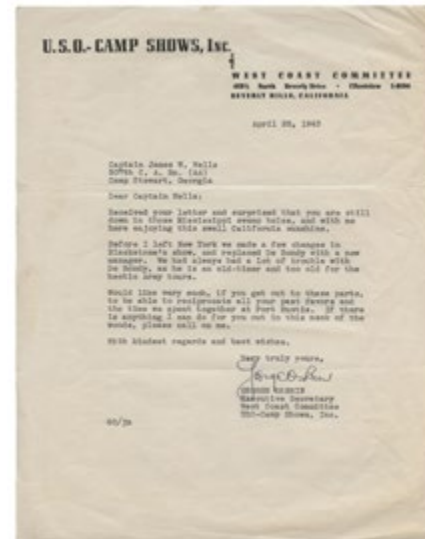 U.S.O.-CAMP SHOWS, Inc.
WEST COAST COMMITTEE
North Beverly Drive
BEVERLY HILLS, CALIFORNIA
April 1943
Captain James W. Wells
C. A. Bn. (AA)
Camp Stewart, Georgia
Dear Captain Wells:
Received your letter and surprised that you are still
down in those Mississippi swamp holes, and with me
here enjoying this swell California sunshine.
Before I left New York we made a few changes in
Blackstone's show, and replaced De Bondy with a new
manager. We had always had a lot of trouble with
De Bondy, as he is an old-timer and too old for the
hectic army tours.
Would like very much, if you get out to these parts,
to be able to reciprocate all your past favors and
the time we spent together at Fort Eustis. If there
is anything I can do for you out in this neck of the
woods, please call on me.
With kindest regards and best wishes.
Very truly yours,
GEORGE
Executive Secretary
West Coast Committee
USO-Camp Shows, Inc.